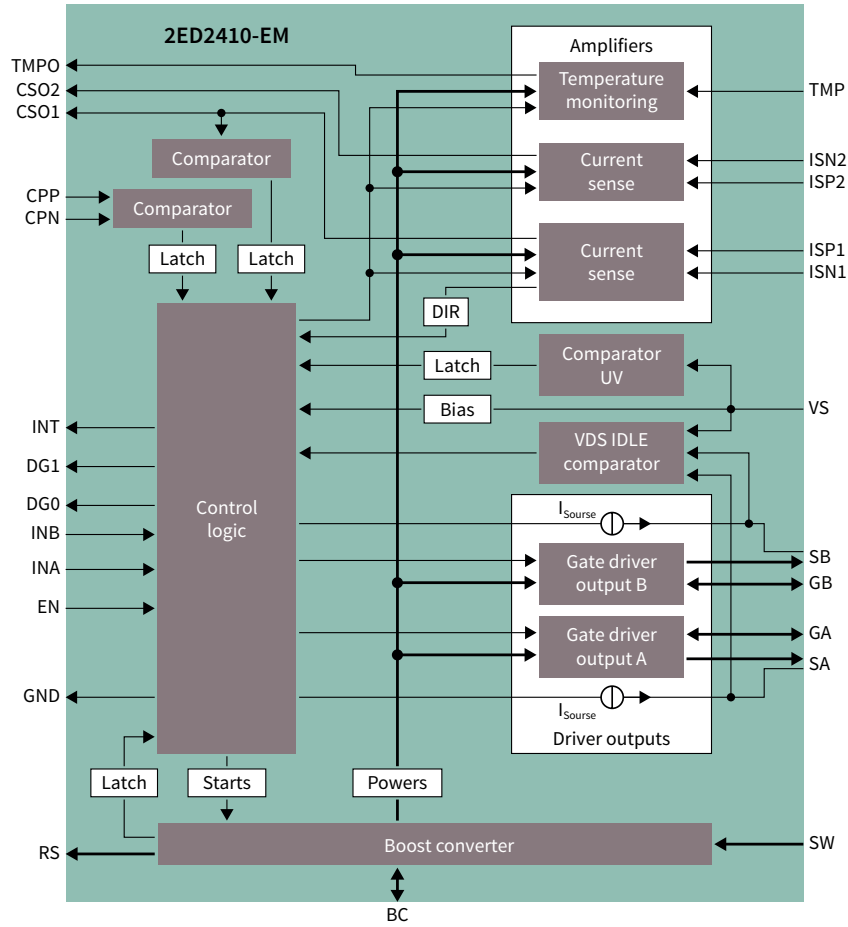 2ED2410-EM
Amplifiers
TMPO
CSO2
CSO1
Temperature
monitoring
TMP
Comparator
Current
sense
ISN2
ISP2
CPP
CPN
Comparator
Latch
Latch
Current
sense
ISP1
ISN1
DIR
Latch
Comparator
UV
Bias
VS
INT
DG1
DG0
INB
INA
EN
GND
Control
logic
VDS IDLE
comparator
ISourse
Gate driver
output B
SB
GB
Gate driver
output A
GA
SA
ISourse
Driver outputs
Latch
Starts
Powers
RS
Boost converter
SW
BC